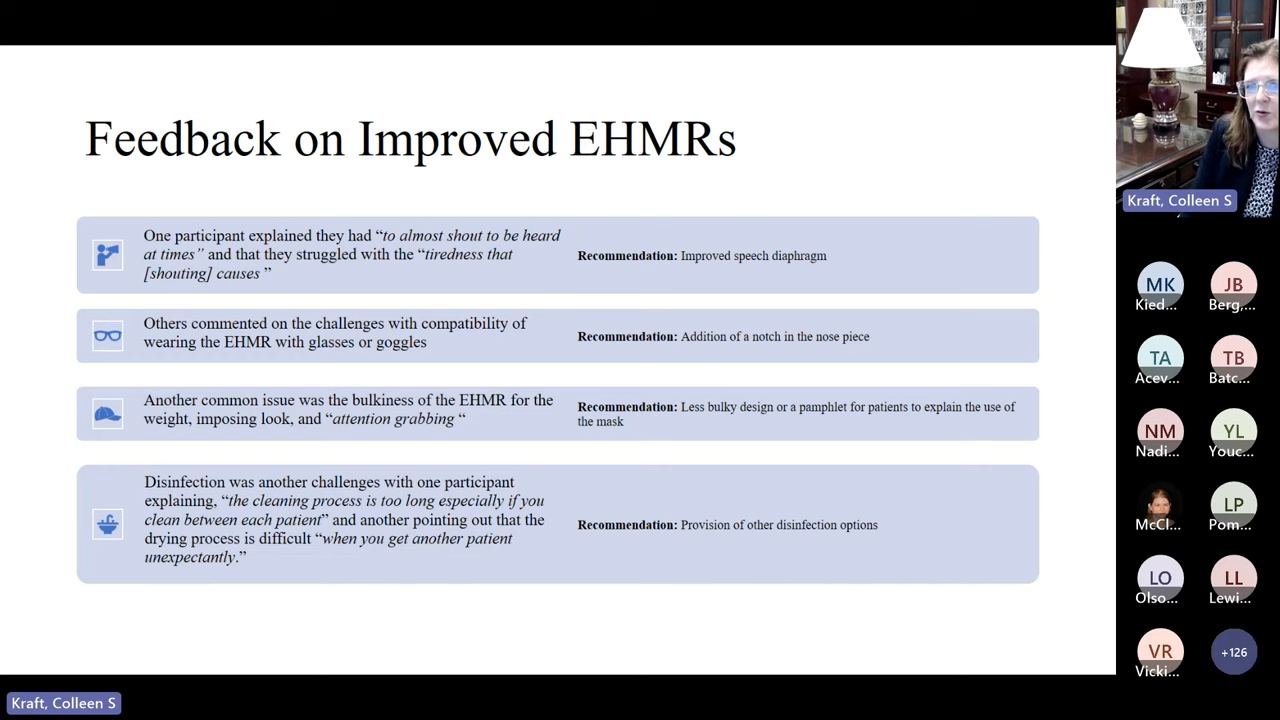 Feedback on Improved EHMRs
One participant explained they had “to almost shout to be heard
at times” and that they struggled with the “tiredness that
[shouting] causes ”
Recommendation: Improved speech diaphragm
Others commented on the challenges with compatibility of
wearing the EHMR with glasses or goggles
Recommendation: Addition of a notch in the nose piece
Another common issue was the bulkiness of the EHMR for the
weight, imposing look, and “attention grabbing “
Recommendation: Less bulky design or a pamphlet for patients to explain the use of
the mask
Disinfection was another challenges with one participant
explaining, “the cleaning process is too long especially if you
clean between each patient” and another pointing out that the
drying process is difficult “when you get another patient
unexpectantly.”
Recommendation: Provision of other disinfection options
Kraft, Colleen S
MK
Kied...
JB
Berg,...
TA
Acev...
TB
Batc...
NM
Nadi...
YL
Youc...
McCl...
LP
Pom...
LO
Olso...
LL
Lewi...
VR
Vicki...
+126
Kraft, Colleen S